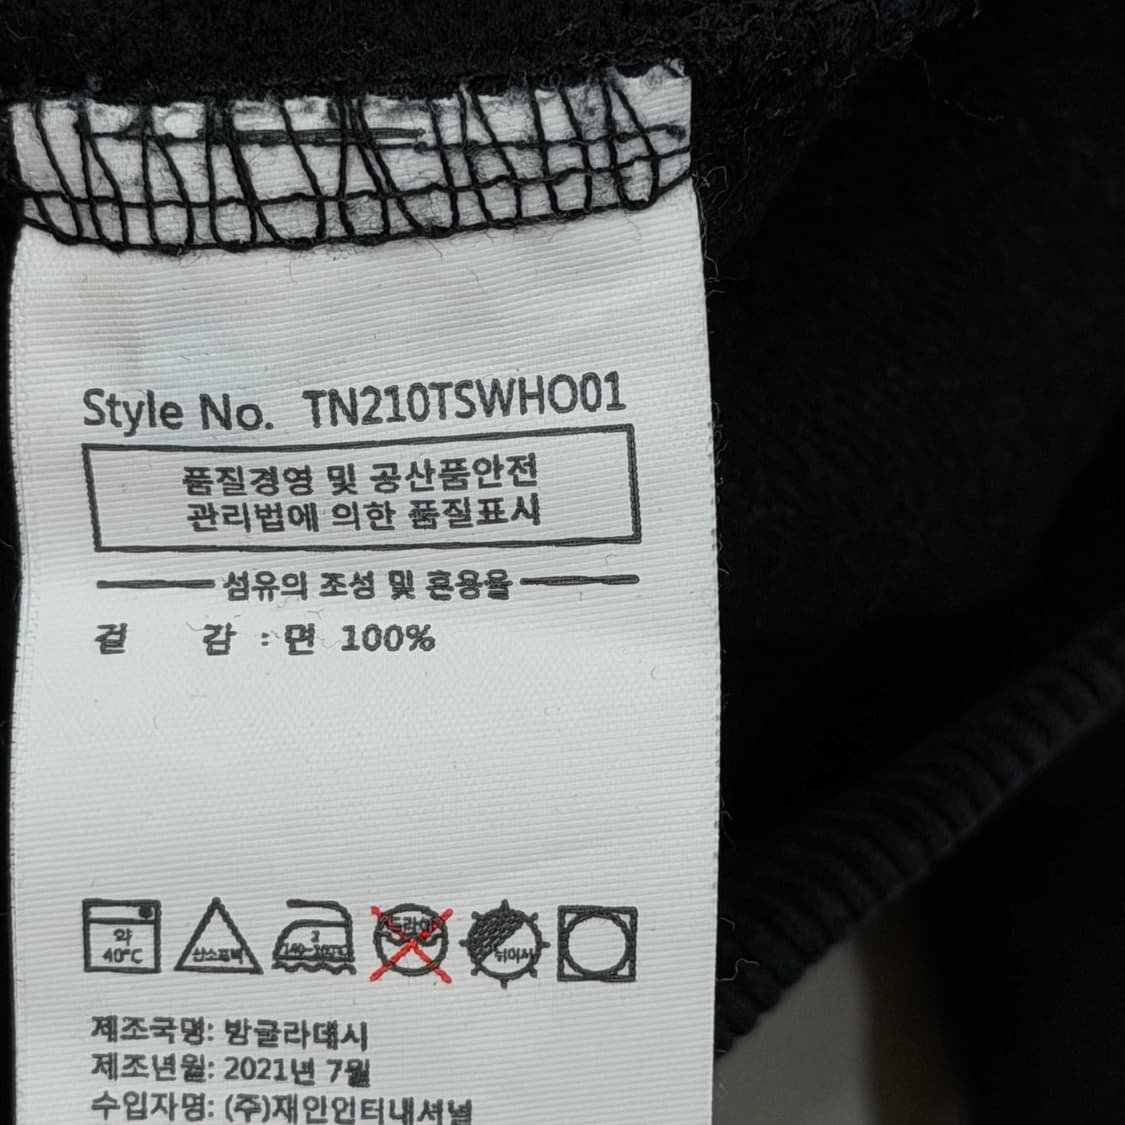 Style No. TN210TSWHO01
품질경영 및 공산품안전
관리법에 의한 품질표시
섬유의 조성 및 혼용율
겉 감 : 면 100%
약
40°C
산소표백
드라이
뉘어서
제조국명: 방글라데시
제조년월: 2021년 7월
수입자명: (주)재인인터내셔널